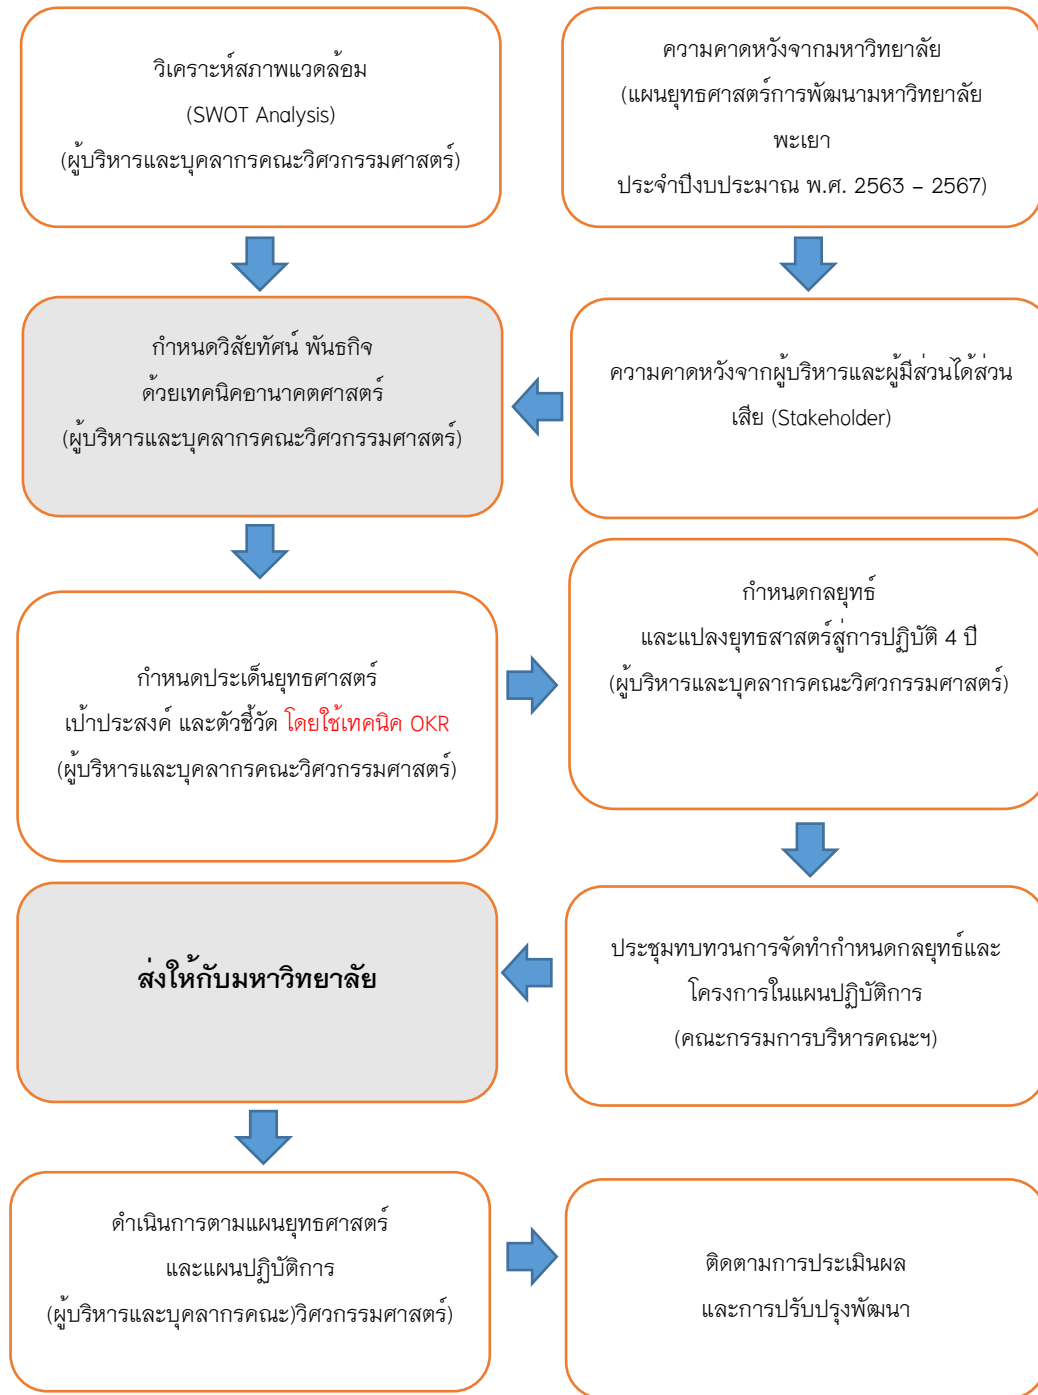 วิเคราะห์สภาพแวดล้อม
(SWOT Analysis)
(ผู้บริหารและบุคลากรคณะวิศวกรรมศาสตร์)
ความคาดหวังจากมหาวิทยาลัย
(แผนยุทธศาสตร์การพัฒนามหาวิทยาลัย
พะเยา
ประจำปีงบประมาณ พ.ศ. 2563 – 2567)
กำหนดวิสัยทัศน์ พันธกิจ
ด้วยเทคนิคอานาคตศาสตร์
(ผู้บริหารและบุคลากรคณะวิศวกรรมศาสตร์)
ความคาดหวังจากผู้บริหารและผู้มีส่วนได้ส่วน
เสีย (Stakeholder)
กำหนดประเด็นยุทธศาสตร์
เป้าประสงค์ และตัวชี้วัด โดยใช้เทคนิค OKR
(ผู้บริหารและบุคลากรคณะวิศวกรรมศาสตร์)
กำหนดกลยุทธ์
และแปลงยุทธสาสตร์สู่การปฏิบัติ 4 ปี
(ผู้บริหารและบุคลากรคณะวิศวกรรมศาสตร์)
ส่งให้กับมหาวิทยาลัย
ประชุมทบทวนการจัดทำกำหนดกลยุทธ์และ
โครงการในแผนปฏิบัติการ
(คณะกรรมการบริหารคณะฯ)
ดำเนินการตามแผนยุทธศาสตร์
และแผนปฏิบัติการ
(ผู้บริหารและบุคลากรคณะ)วิศวกรรมศาสตร์)
ติดตามการประเมินผล
และการปรับปรุงพัฒนา